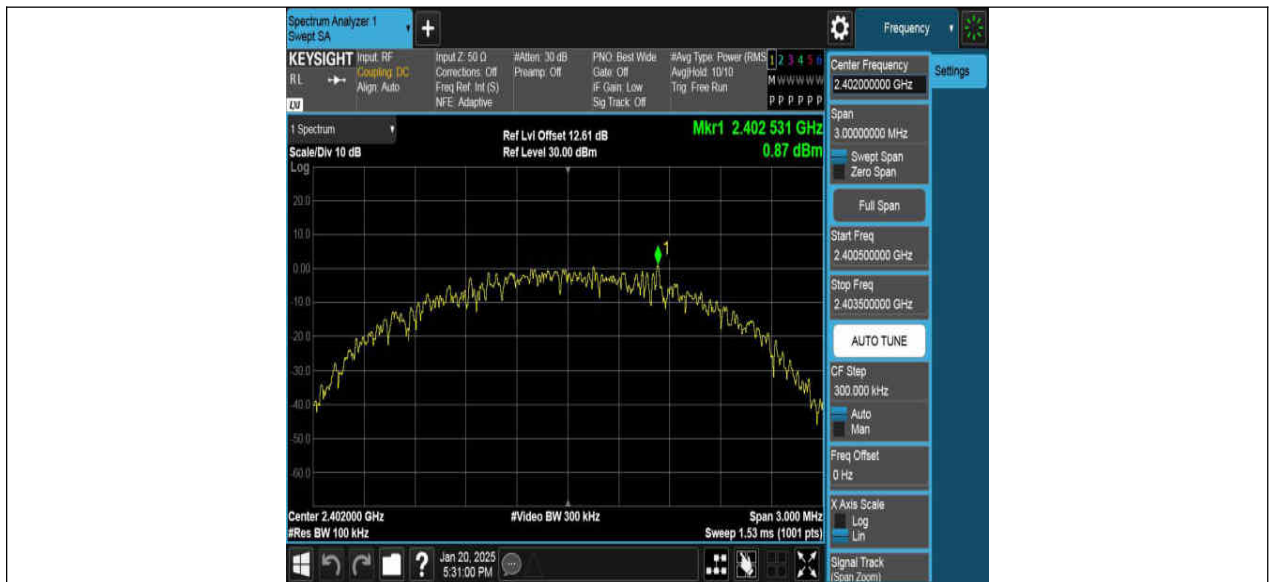 Spectrum Analyzer 1
Swept SA
+
Frequency
KEYSIGHT
RL
LXI
Input: RF
Coupling: DC
Align: Auto
Input Z: 50 Ω
Corrections: Off
Freq Ref: Int (S)
NFE: Adaptive
#Atten: 30 dB
Preamp: Off
PNO: Best Wide
Gate: Off
IF Gain: Low
Sig Track: Off
#Avg Type: Power (RMS
Avg|Hold: 10/10
Trig: Free Run
1 2 3 4 5 6
M W W W W W
P P P P P P
Center Frequency
2.402000000 GHz
Settings
Span
3.00000000 MHz
Swept Span
Zero Span
Full Span
Start Freq
2.400500000 GHz
Stop Freq
2.403500000 GHz
AUTO TUNE
CF Step
300.000 kHz
Auto
Man
Freq Offset
0 Hz
X Axis Scale
Log
Lin
Signal Track
(Span Zoom)
1 Spectrum
Scale/Div 10 dB
Log
Ref Lvl Offset 12.61 dB
Ref Level 30.00 dBm
Mkr1 2.402 531 GHz
0.87 dBm
20.0
10.0
0.00
-10.0
-20.0
-30.0
-40.0
-50.0
-60.0
1
Center 2.402000 GHz
#Res BW 100 kHz
#Video BW 300 kHz
Span 3.000 MHz
Sweep 1.53 ms (1001 pts)
?
Jan 20, 2025
5:31:00 PM